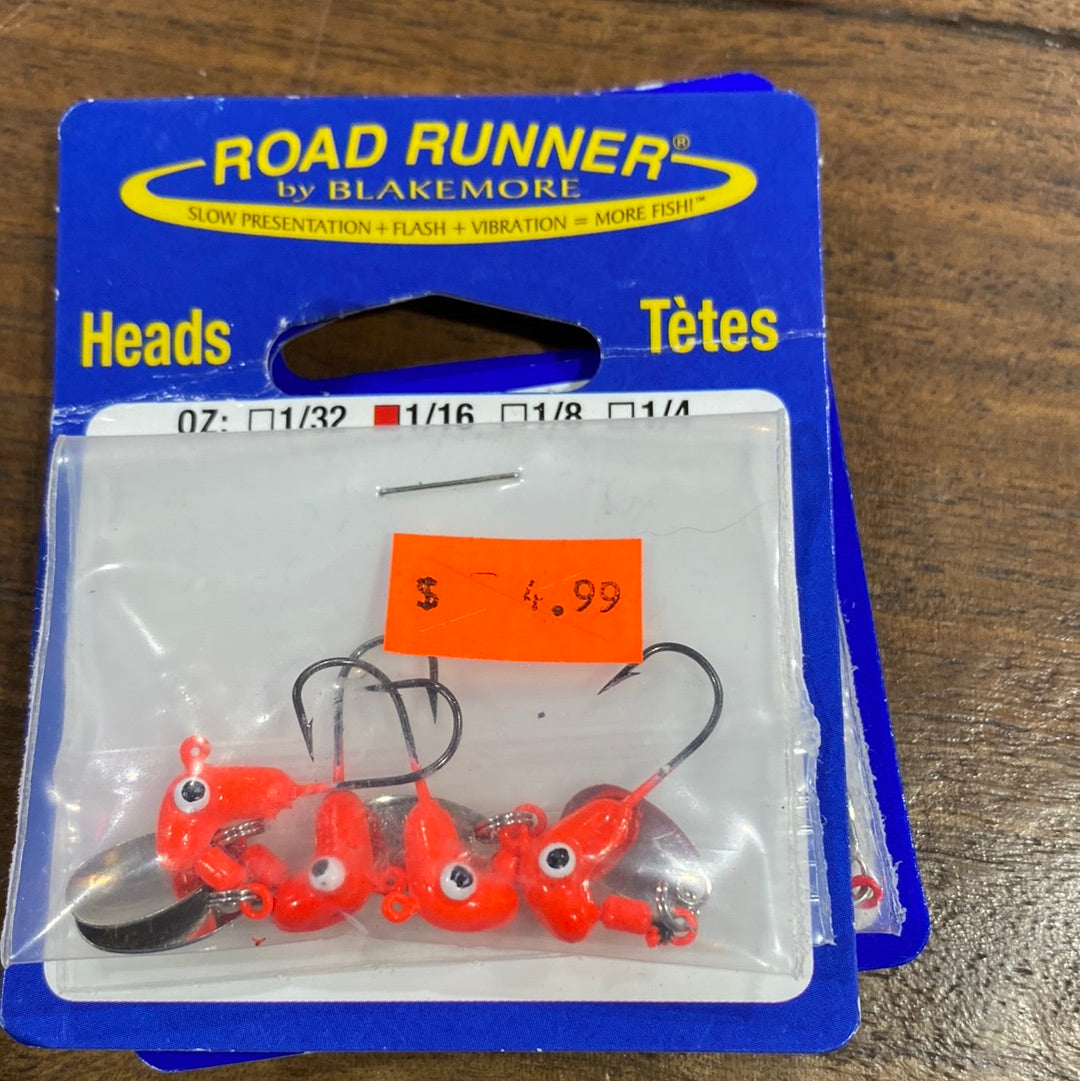 ROAD RUNNER®
by BLAKEMORE
SLOW PRESENTATION + FLASH + VIBRATION = MORE FISH!™
Heads
Tètes
OZ: □1/32 ■1/16 □1/8 □1/4
$ 4.99